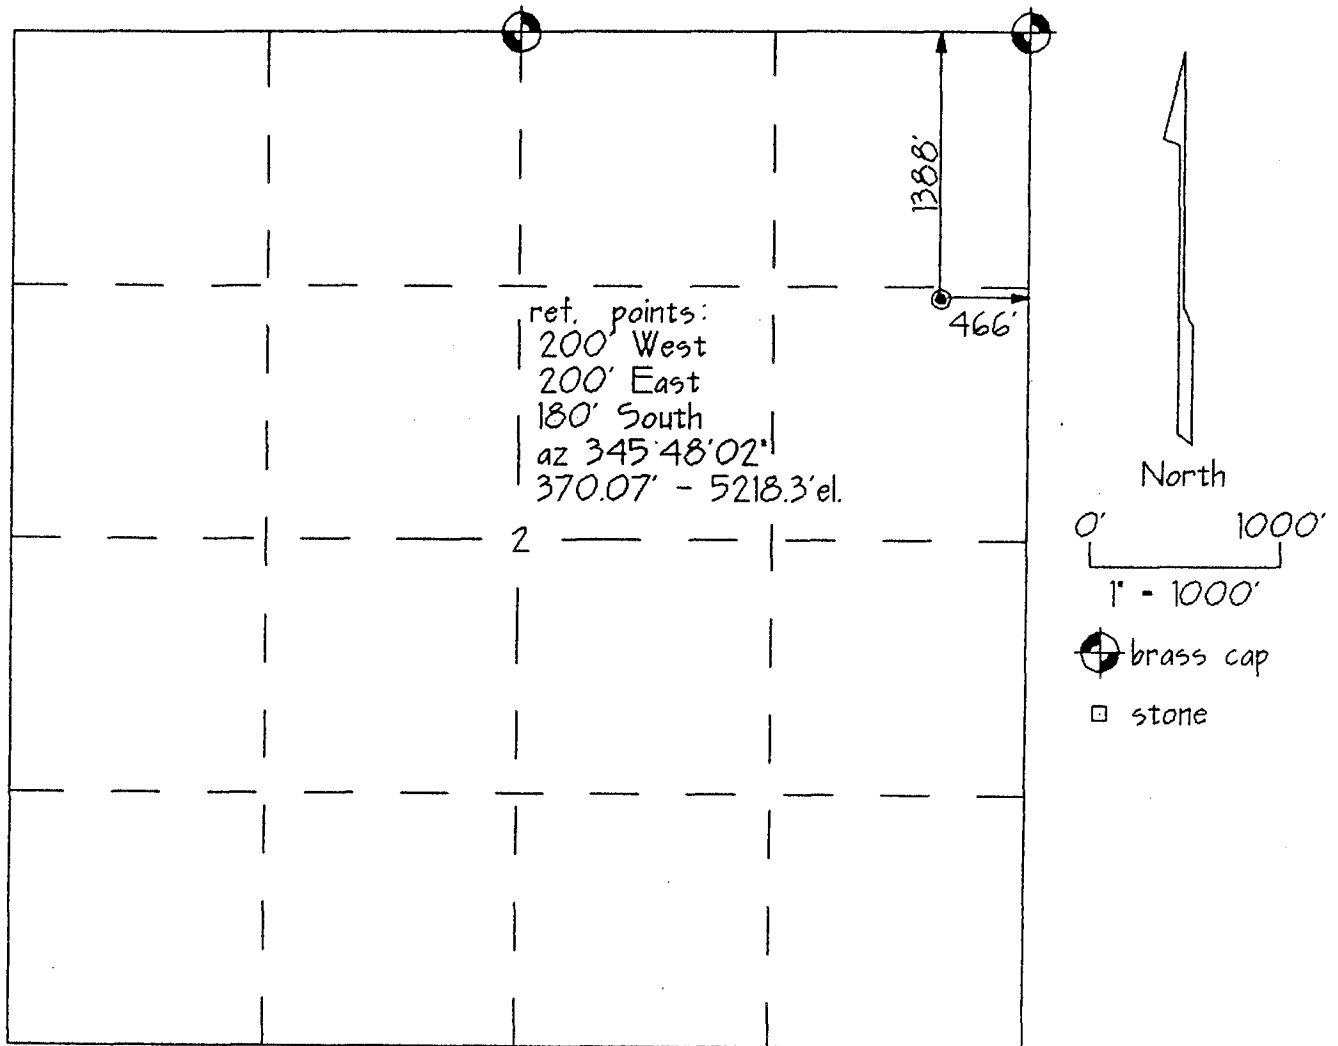 1388'
466'
ref. points:
200' West
200' East
180' South
az 345°48'02"
370.07' - 5218.3'el.
2
North
0' 1000'
1" - 1000'
brass cap
stone